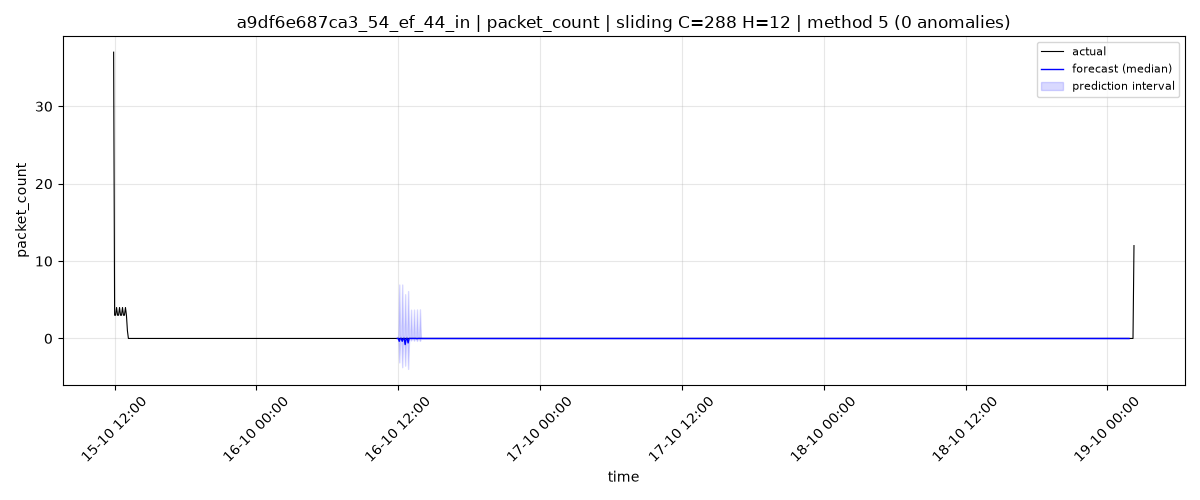 a9df6e687ca3_54_ef_44_in | packet_count | sliding C=288 H=12 | method 5 (0 anomalies)
actual
forecast (median)
prediction interval
packet_count
30
20
10
0
15-10 12:00
16-10 00:00
16-10 12:00
17-10 00:00
17-10 12:00
18-10 00:00
18-10 12:00
19-10 00:00
time